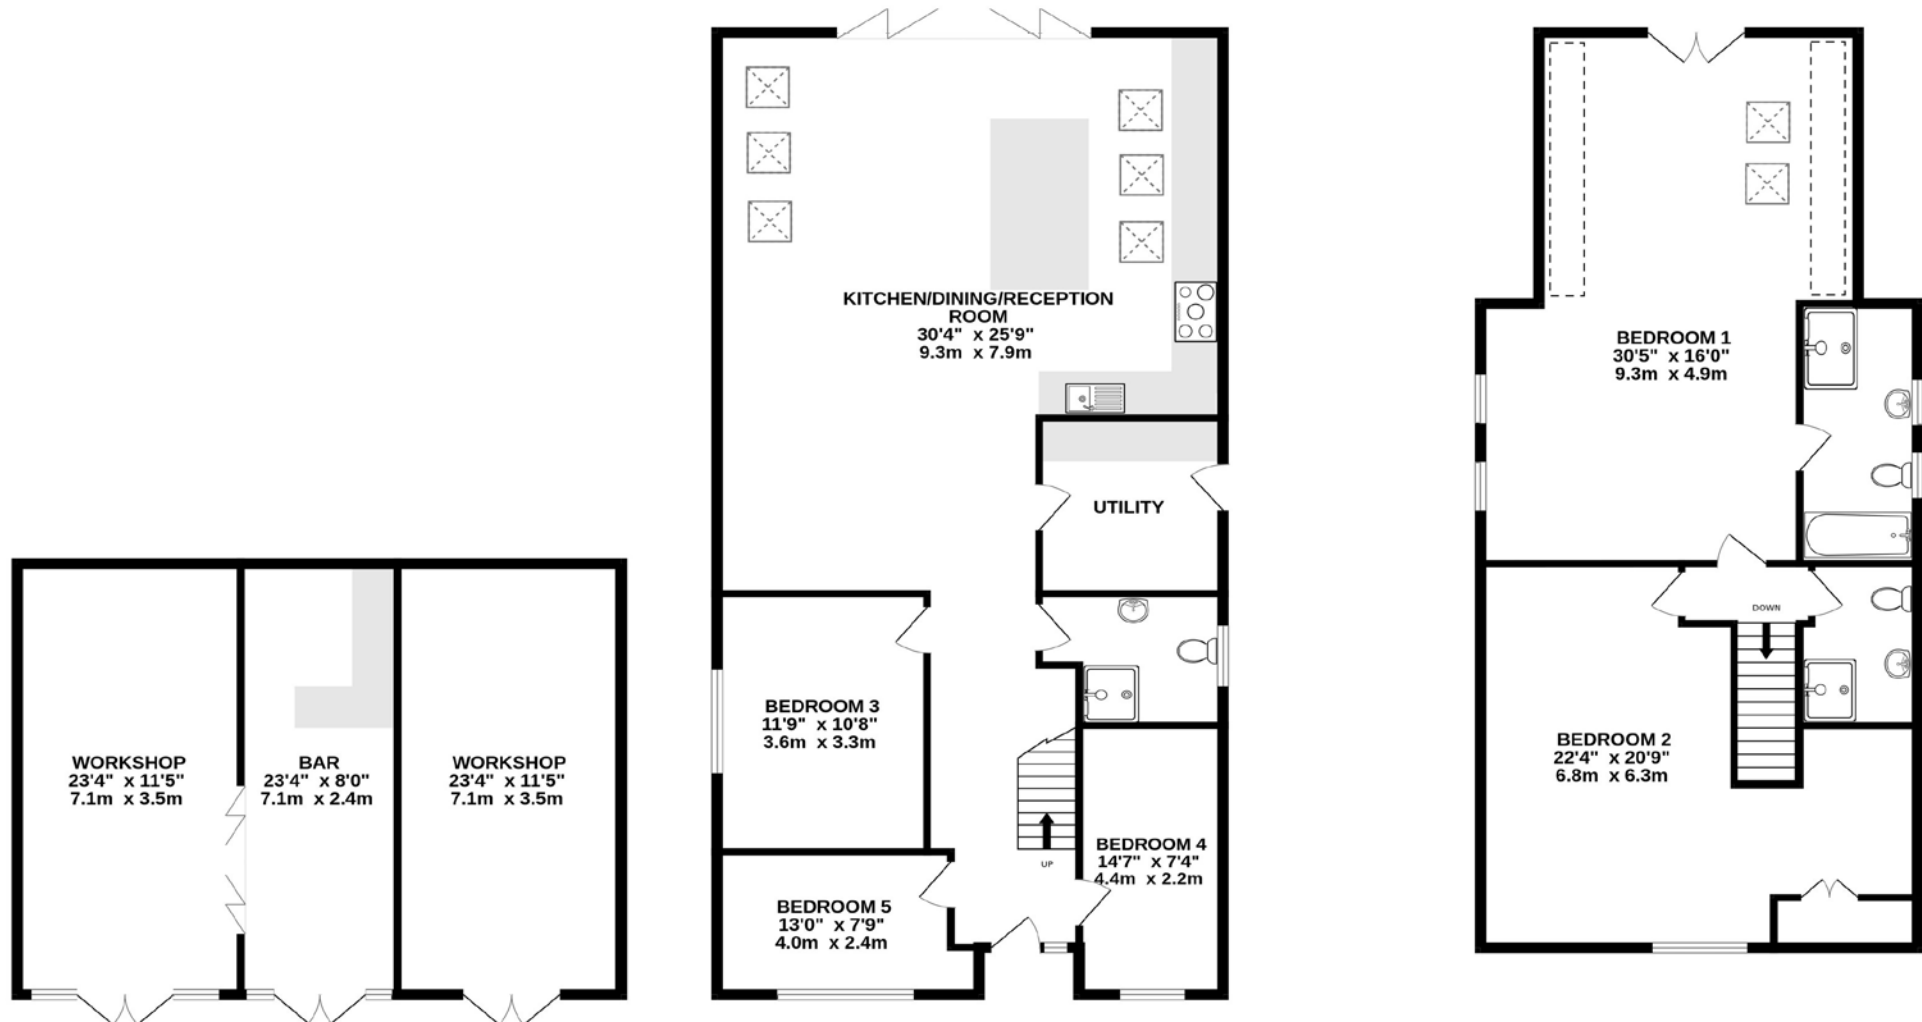 WORKSHOP
23'4" x 11'5"
7.1m x 3.5m
BAR
23'4" x 8'0"
7.1m x 2.4m
WORKSHOP
23'4" x 11'5"
7.1m x 3.5m
KITCHEN/DINING/RECEPTION
ROOM
30'4" x 25'9"
9.3m x 7.9m
UTILITY
BEDROOM 3
11'9" x 10'8"
3.6m x 3.3m
BEDROOM 4
14'7" x 7'4"
4.4m x 2.2m
UP
BEDROOM 5
13'0" x 7'9"
4.0m x 2.4m
BEDROOM 1
30'5" x 16'0"
9.3m x 4.9m
DOWN
BEDROOM 2
22'4" x 20'9"
6.8m x 6.3m